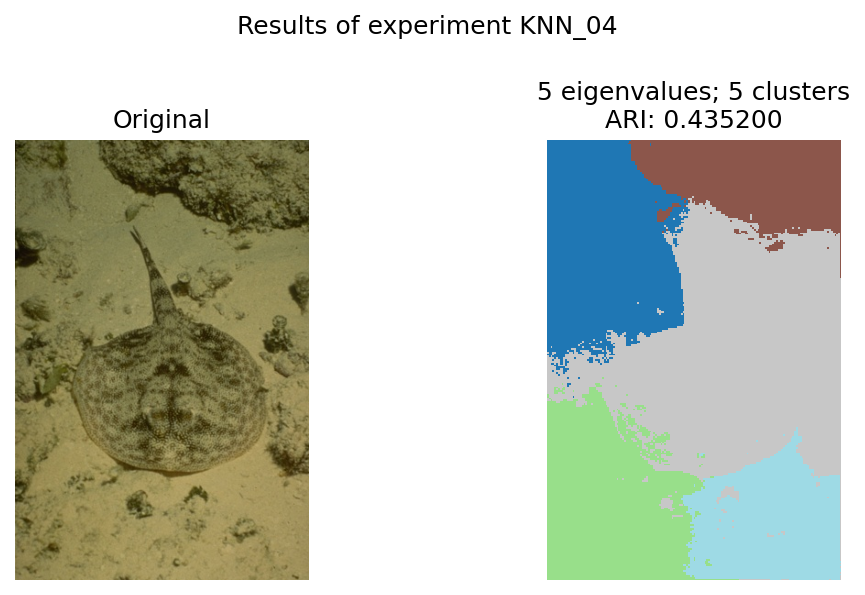 Results of experiment KNN_04
Original
5 eigenvalues; 5 clusters
ARI: 0.435200